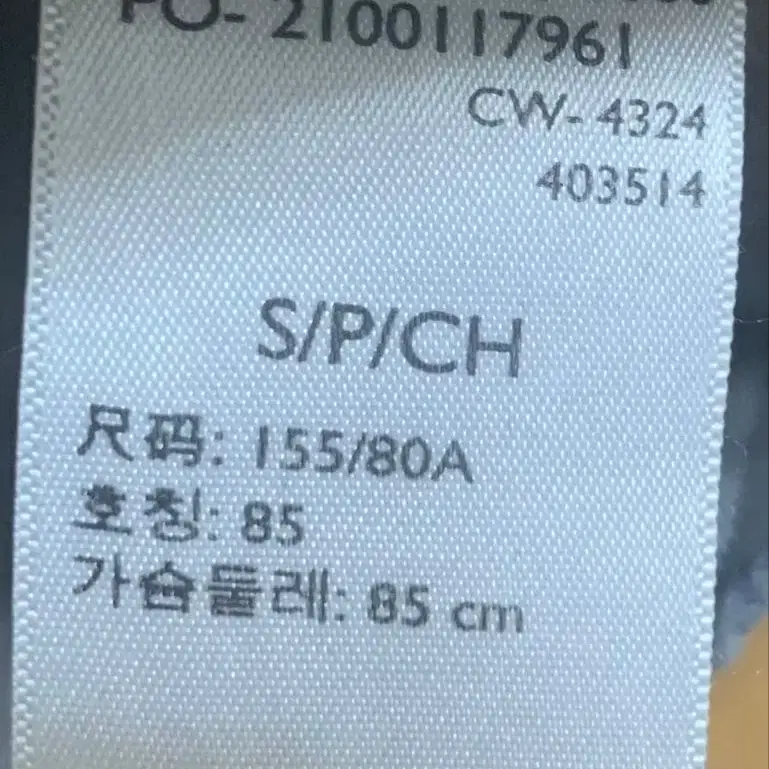 PO- 2100117961
CW- 4324
403514
S/P/CH
尺码: 155/80A
호칭: 85
가슴둘레: 85 cm